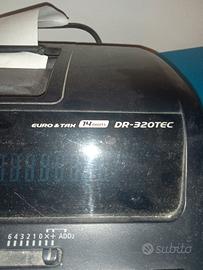 EURO & TAX 14 DIGITS DR-320TEC
6 4 3 2 1 0 X + ADD2
subito